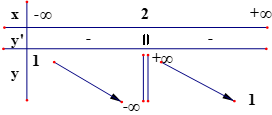 x -∞ 2 +∞
y' - || -
+∞
y 1
-∞ 1